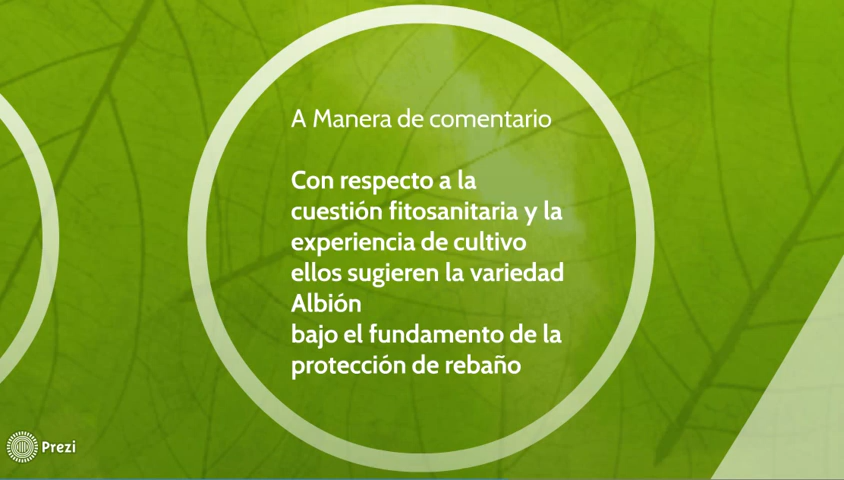 A Manera de comentario
Con respecto a la
cuestión fitosanitaria y la
experiencia de cultivo
ellos sugieren la variedad
Albión
bajo el fundamento de la
protección de rebaño
Prezi